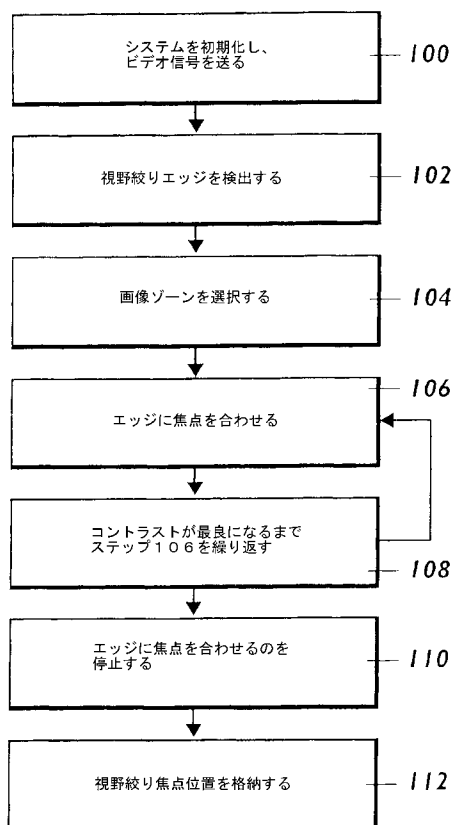 システムを初期化し、
ビデオ信号を送る
100
視野絞りエッジを検出する
102
画像ゾーンを選択する
104
エッジに焦点を合わせる
106
コントラストが最良になるまで
ステップ106を繰り返す
108
エッジに焦点を合わせるのを
停止する
110
視野絞り焦点位置を格納する
112